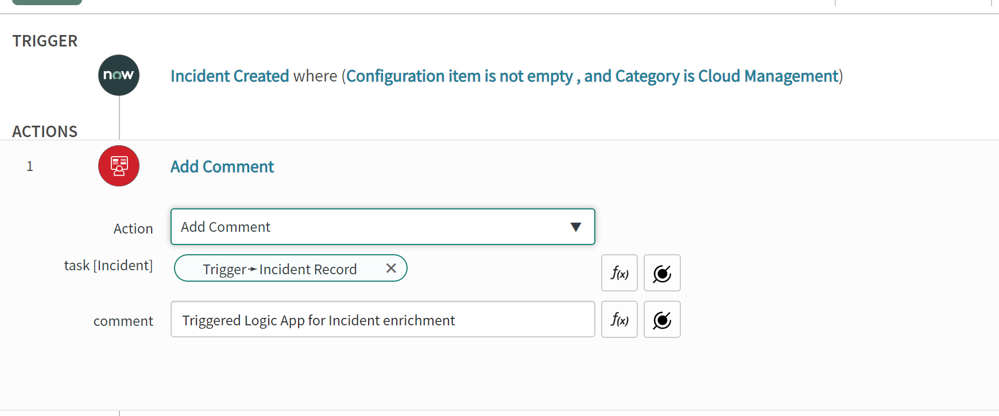 TRIGGER
now
Incident Created where (Configuration item is not empty , and Category is Cloud Management)
ACTIONS
1
Add Comment
Action
Add Comment
task [Incident]
Trigger➛Incident Record
f(x)
comment
Triggered Logic App for Incident enrichment
f(x)